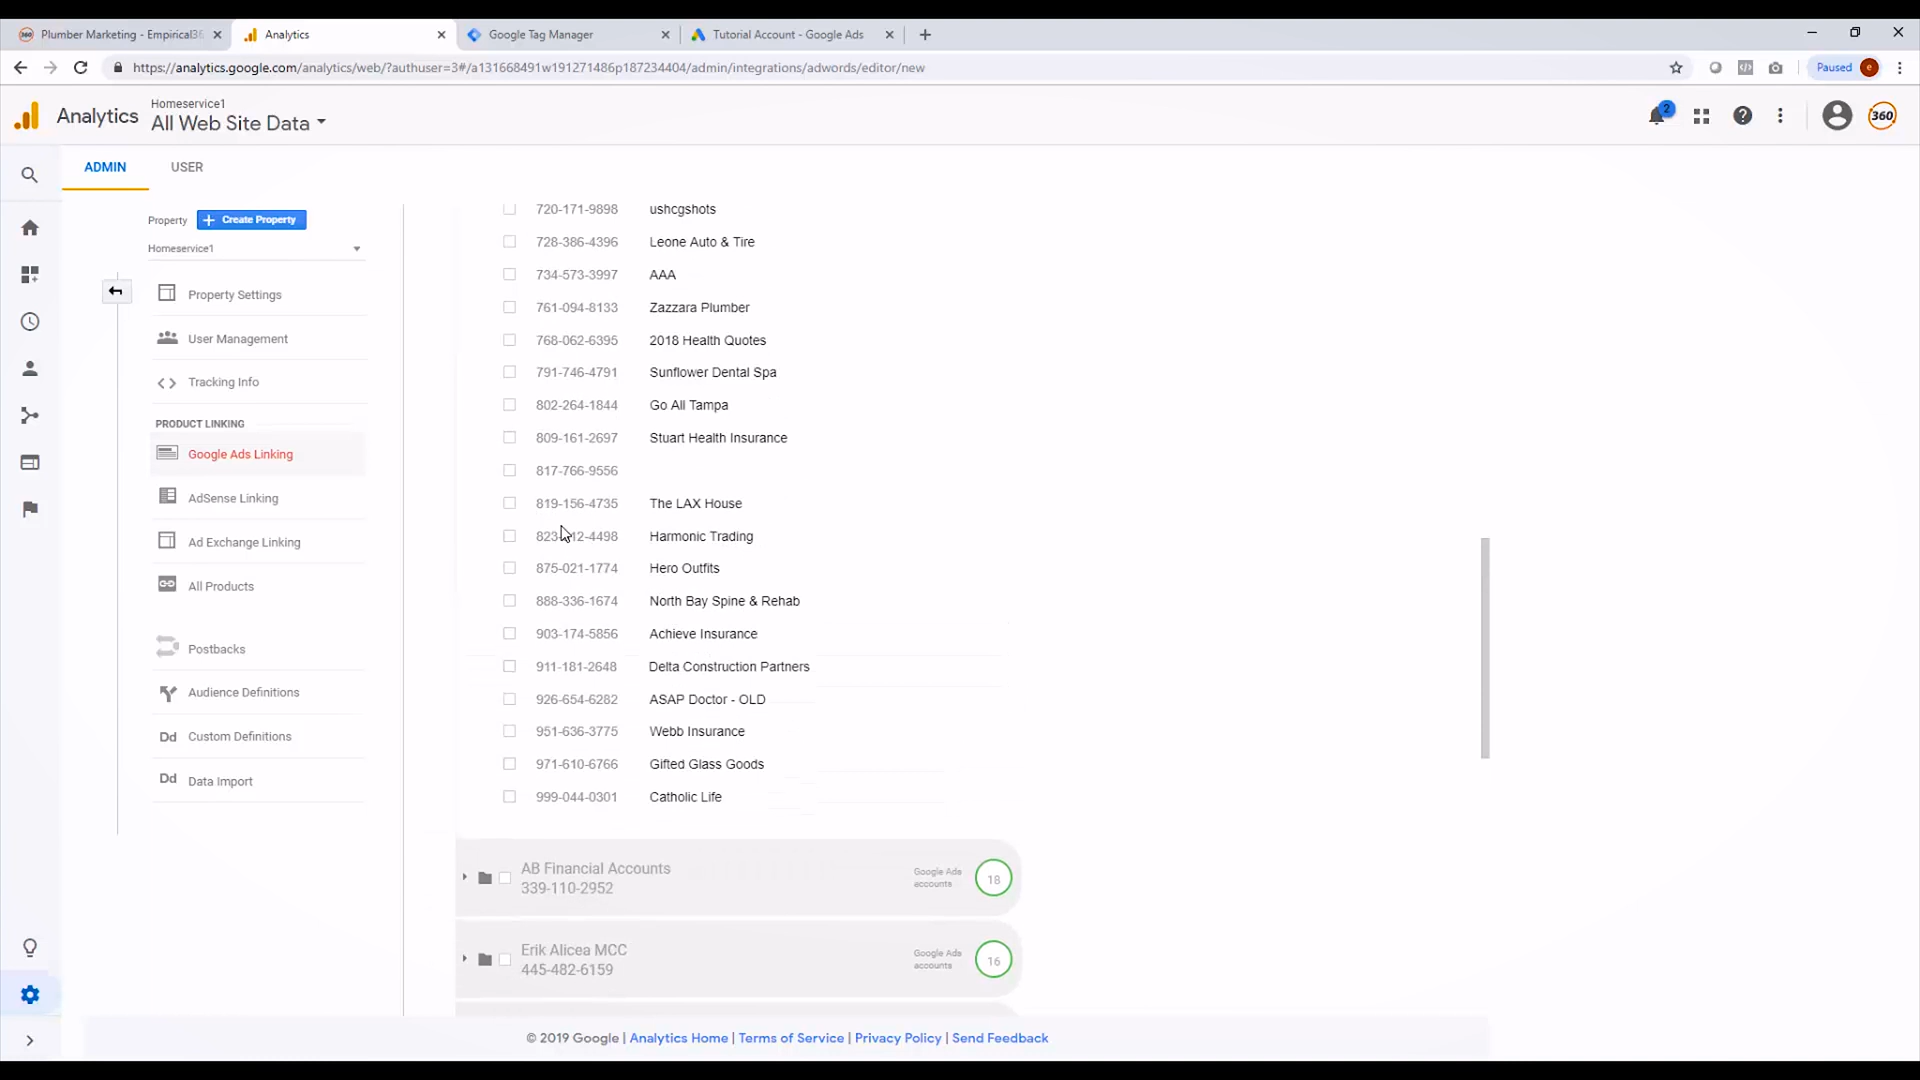 Plumber Marketing - Empirical36
Analytics
Google Tag Manager
Tutorial Account - Google Ads
https://analytics.google.com/analytics/web/?authuser=3#/a131668491w191271486p187234404/admin/integrations/adwords/editor/new
Paused
e
Analytics
Homeservice1
All Web Site Data
2
360
ADMIN
USER
Property
+ Create Property
Homeservice1
Property Settings
User Management
Tracking Info
PRODUCT LINKING
Google Ads Linking
AdSense Linking
Ad Exchange Linking
All Products
Postbacks
Audience Definitions
Dd Custom Definitions
Dd Data Import
720-171-9898 ushcgshots
728-386-4396 Leone Auto & Tire
734-573-3997 AAA
761-094-8133 Zazzara Plumber
768-062-6395 2018 Health Quotes
791-746-4791 Sunflower Dental Spa
802-264-1844 Go All Tampa
809-161-2697 Stuart Health Insurance
817-766-9556
819-156-4735 The LAX House
Harmonic Trading
875-021-1774 Hero Outfits
888-336-1674 North Bay Spine & Rehab
903-174-5856 Achieve Insurance
911-181-2648 Delta Construction Partners
926-654-6282 ASAP Doctor - OLD
951-636-3775 Webb Insurance
971-610-6766 Gifted Glass Goods
999-044-0301 Catholic Life
AB Financial Accounts
339-110-2952
Google Ads
accounts
18
Erik Alicea MCC
445-482-6159
Google Ads
accounts
16
© 2019 Google | Analytics Home | Terms of Service | Privacy Policy | Send Feedback